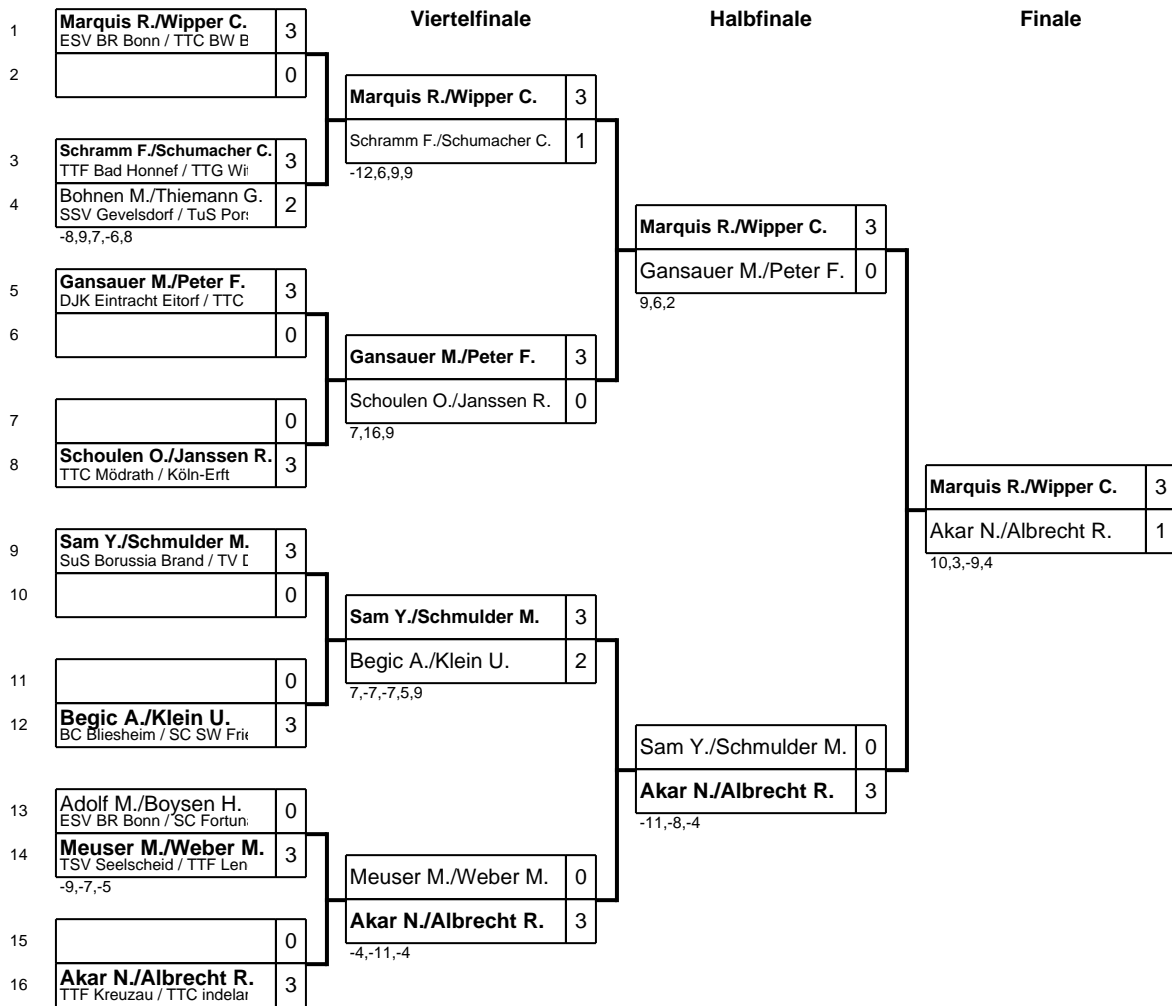 Viertelfinale Halbfinale Finale
1 Marquis R./Wipper C. 3
ESV BR Bonn / TTC BW B
2 0
3 Schramm F./Schumacher C. 3
TTF Bad Honnef / TTG Wi
4 Bohnen M./Thiemann G. 2
SSV Gevelsdorf / TuS Pors
-8,9,7,-6,8
5 Gansauer M./Peter F. 3
DJK Eintracht Eitorf / TTC
6 0
7 0
8 Schoulen O./Janssen R. 3
TTC Mödrath / Köln-Erft
9 Sam Y./Schmulder M. 3
SuS Borussia Brand / TV D
10 0
11 0
12 Begic A./Klein U. 3
BC Bliesheim / SC SW Frie
13 Adolf M./Boysen H. 0
ESV BR Bonn / SC Fortuna
14 Meuser M./Weber M. 3
TSV Seelscheid / TTF Len
-9,-7,-5
15 0
16 Akar N./Albrecht R. 3
TTF Kreuzau / TTC indelar
Marquis R./Wipper C. 3
Schramm F./Schumacher C. 1
-12,6,9,9
Gansauer M./Peter F. 3
Schoulen O./Janssen R. 0
7,16,9
Sam Y./Schmulder M. 3
Begic A./Klein U. 2
7,-7,-7,5,9
Meuser M./Weber M. 0
Akar N./Albrecht R. 3
-4,-11,-4
Marquis R./Wipper C. 3
Gansauer M./Peter F. 0
9,6,2
Sam Y./Schmulder M. 0
Akar N./Albrecht R. 3
-11,-8,-4
Marquis R./Wipper C. 3
Akar N./Albrecht R. 1
10,3,-9,4